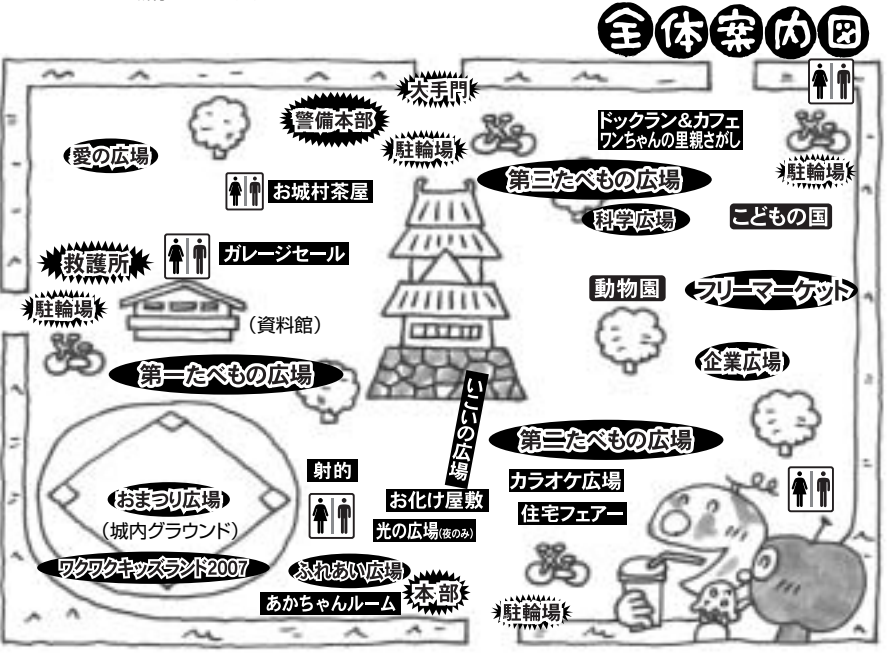 全体案内図
大手門
警備本部
駐輪場
ドックラン＆カフェ
ワンちゃんの里親さがし
愛の広場
第三たべもの広場
駐輪場
お城村茶屋
科学広場
こどもの国
救護所
ガレージセール
動物園
フリーマーケット
駐輪場
（資料館）
企業広場
第一たべもの広場
いこいの広場
第二たべもの広場
射的
カラオケ広場
おまつり広場
（城内グラウンド）
お化け屋敷
住宅フェアー
光の広場(夜のみ)
ワクワクキッズランド2007
ふれあい広場
あかちゃんルーム
本部
駐輪場